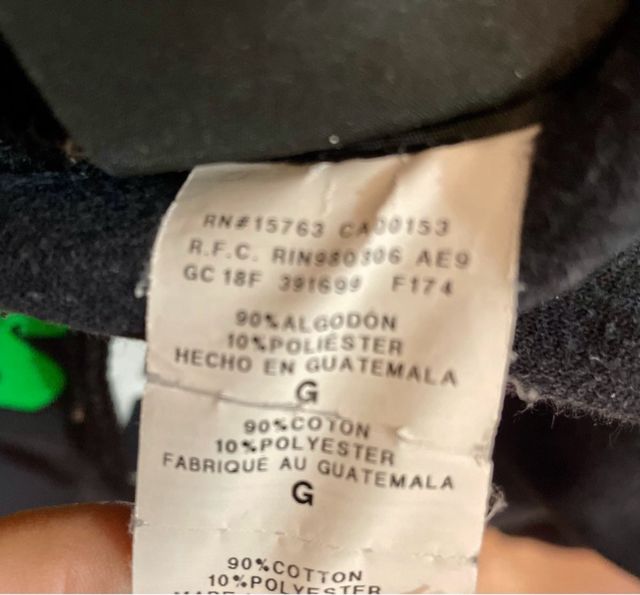 RN#15763 CA00153
R.F.C. RIN980306 AE9
GC 18F 391699 F174
90%ALGODÓN
10%POLIÉSTER
HECHO EN GUATEMALA
G
90%COTON
10%POLYESTER
FABRIQUÉ AU GUATEMALA
G
90%COTTON
10%POLYESTER